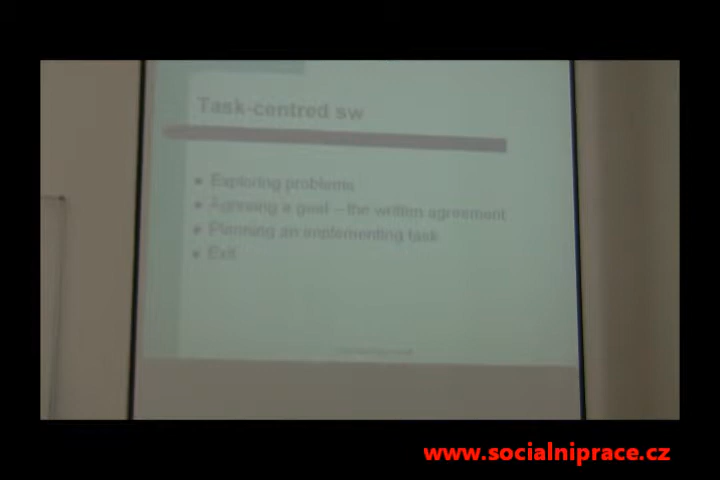 Task-centred sw
Exploring problems
Agreeing a goal – the written agreement
Planning an implementing task
Exit
www.socialniprace.cz